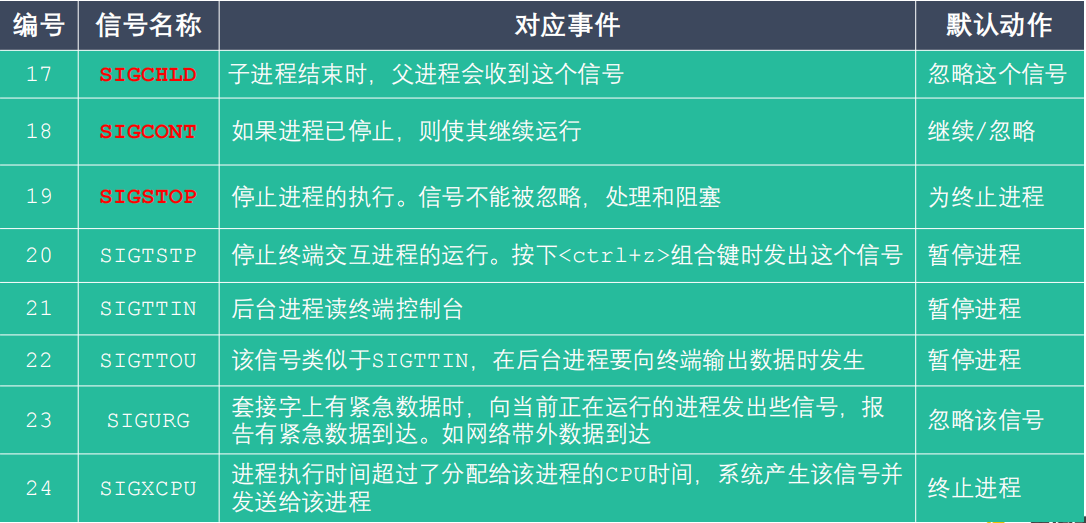 编号 信号名称 对应事件 默认动作
17 SIGCHLD 子进程结束时，父进程会收到这个信号 忽略这个信号
18 SIGCONT 如果进程已停止，则使其继续运行 继续/忽略
19 SIGSTOP 停止进程的执行。信号不能被忽略，处理和阻塞 为终止进程
20 SIGTSTP 停止终端交互进程的运行。按下<ctrl+z>组合键时发出这个信号 暂停进程
21 SIGTTIN 后台进程读终端控制台 暂停进程
22 SIGTTOU 该信号类似于SIGTTIN，在后台进程要向终端输出数据时发生 暂停进程
23 SIGURG 套接字上有紧急数据时，向当前正在运行的进程发出些信号，报
告有紧急数据到达。如网络带外数据到达 忽略该信号
24 SIGXCPU 进程执行时间超过了分配给该进程的CPU时间，系统产生该信号并
发送给该进程 终止进程